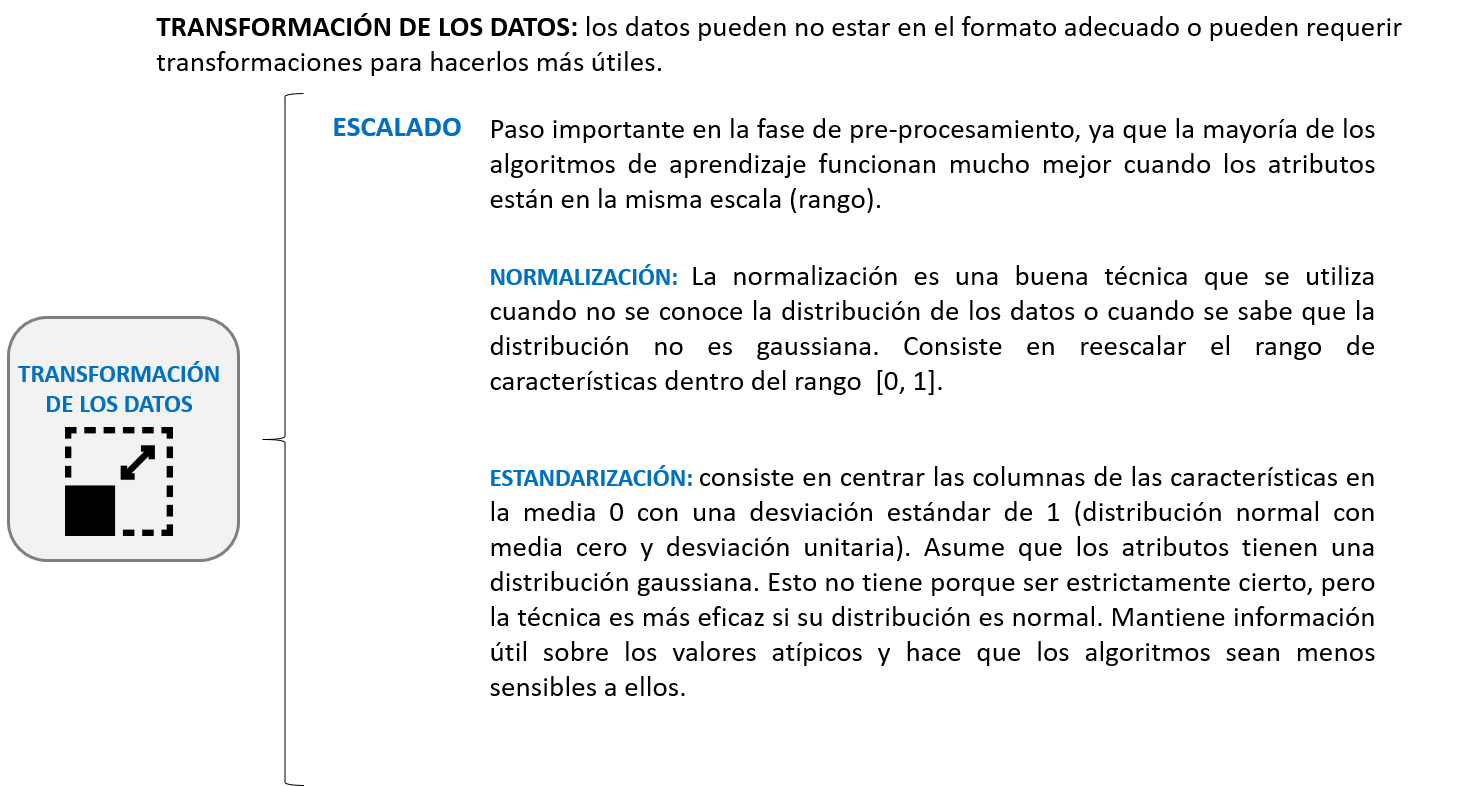 TRANSFORMACIÓN DE LOS DATOS: los datos pueden no estar en el formato adecuado o pueden requerir
transformaciones para hacerlos más útiles.
ESCALADO
Paso importante en la fase de pre-procesamiento, ya que la mayoría de los
algoritmos de aprendizaje funcionan mucho mejor cuando los atributos
están en la misma escala (rango).
NORMALIZACIÓN: La normalización es una buena técnica que se utiliza
cuando no se conoce la distribución de los datos o cuando se sabe que la
distribución no es gaussiana. Consiste en reescalar el rango de
características dentro del rango [0, 1].
TRANSFORMACIÓN
DE LOS DATOS
ESTANDARIZACIÓN: consiste en centrar las columnas de las características en
la media 0 con una desviación estándar de 1 (distribución normal con
media cero y desviación unitaria). Asume que los atributos tienen una
distribución gaussiana. Esto no tiene porque ser estrictamente cierto, pero
la técnica es más eficaz si su distribución es normal. Mantiene información
útil sobre los valores atípicos y hace que los algoritmos sean menos
sensibles a ellos.